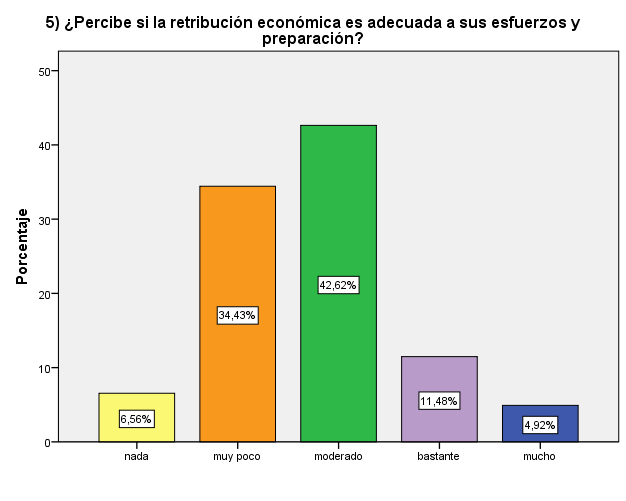 5) ¿Percibe si la retribución económica es adecuada a sus esfuerzos y
preparación?
50
40
30
20
10
0
Porcentaje
6,56%
34,43%
42,62%
11,48%
4,92%
nada
muy poco
moderado
bastante
mucho